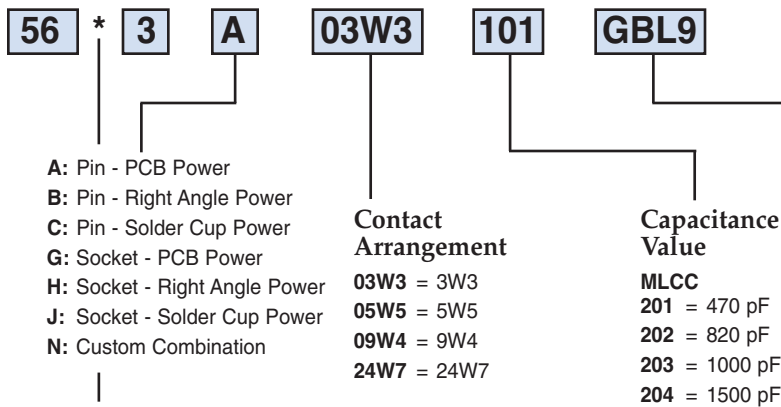 56 * 3 A 03W3 101 GBL9
A: Pin - PCB Power
B: Pin - Right Angle Power
C: Pin - Solder Cup Power
G: Socket - PCB Power
H: Socket - Right Angle Power
J: Socket - Solder Cup Power
N: Custom Combination
Contact
Arrangement
03W3 = 3W3
05W5 = 5W5
09W4 = 9W4
24W7 = 24W7
Capacitance
Value
MLCC
201 = 470 pF
202 = 820 pF
203 = 1000 pF
204 = 1500 pF